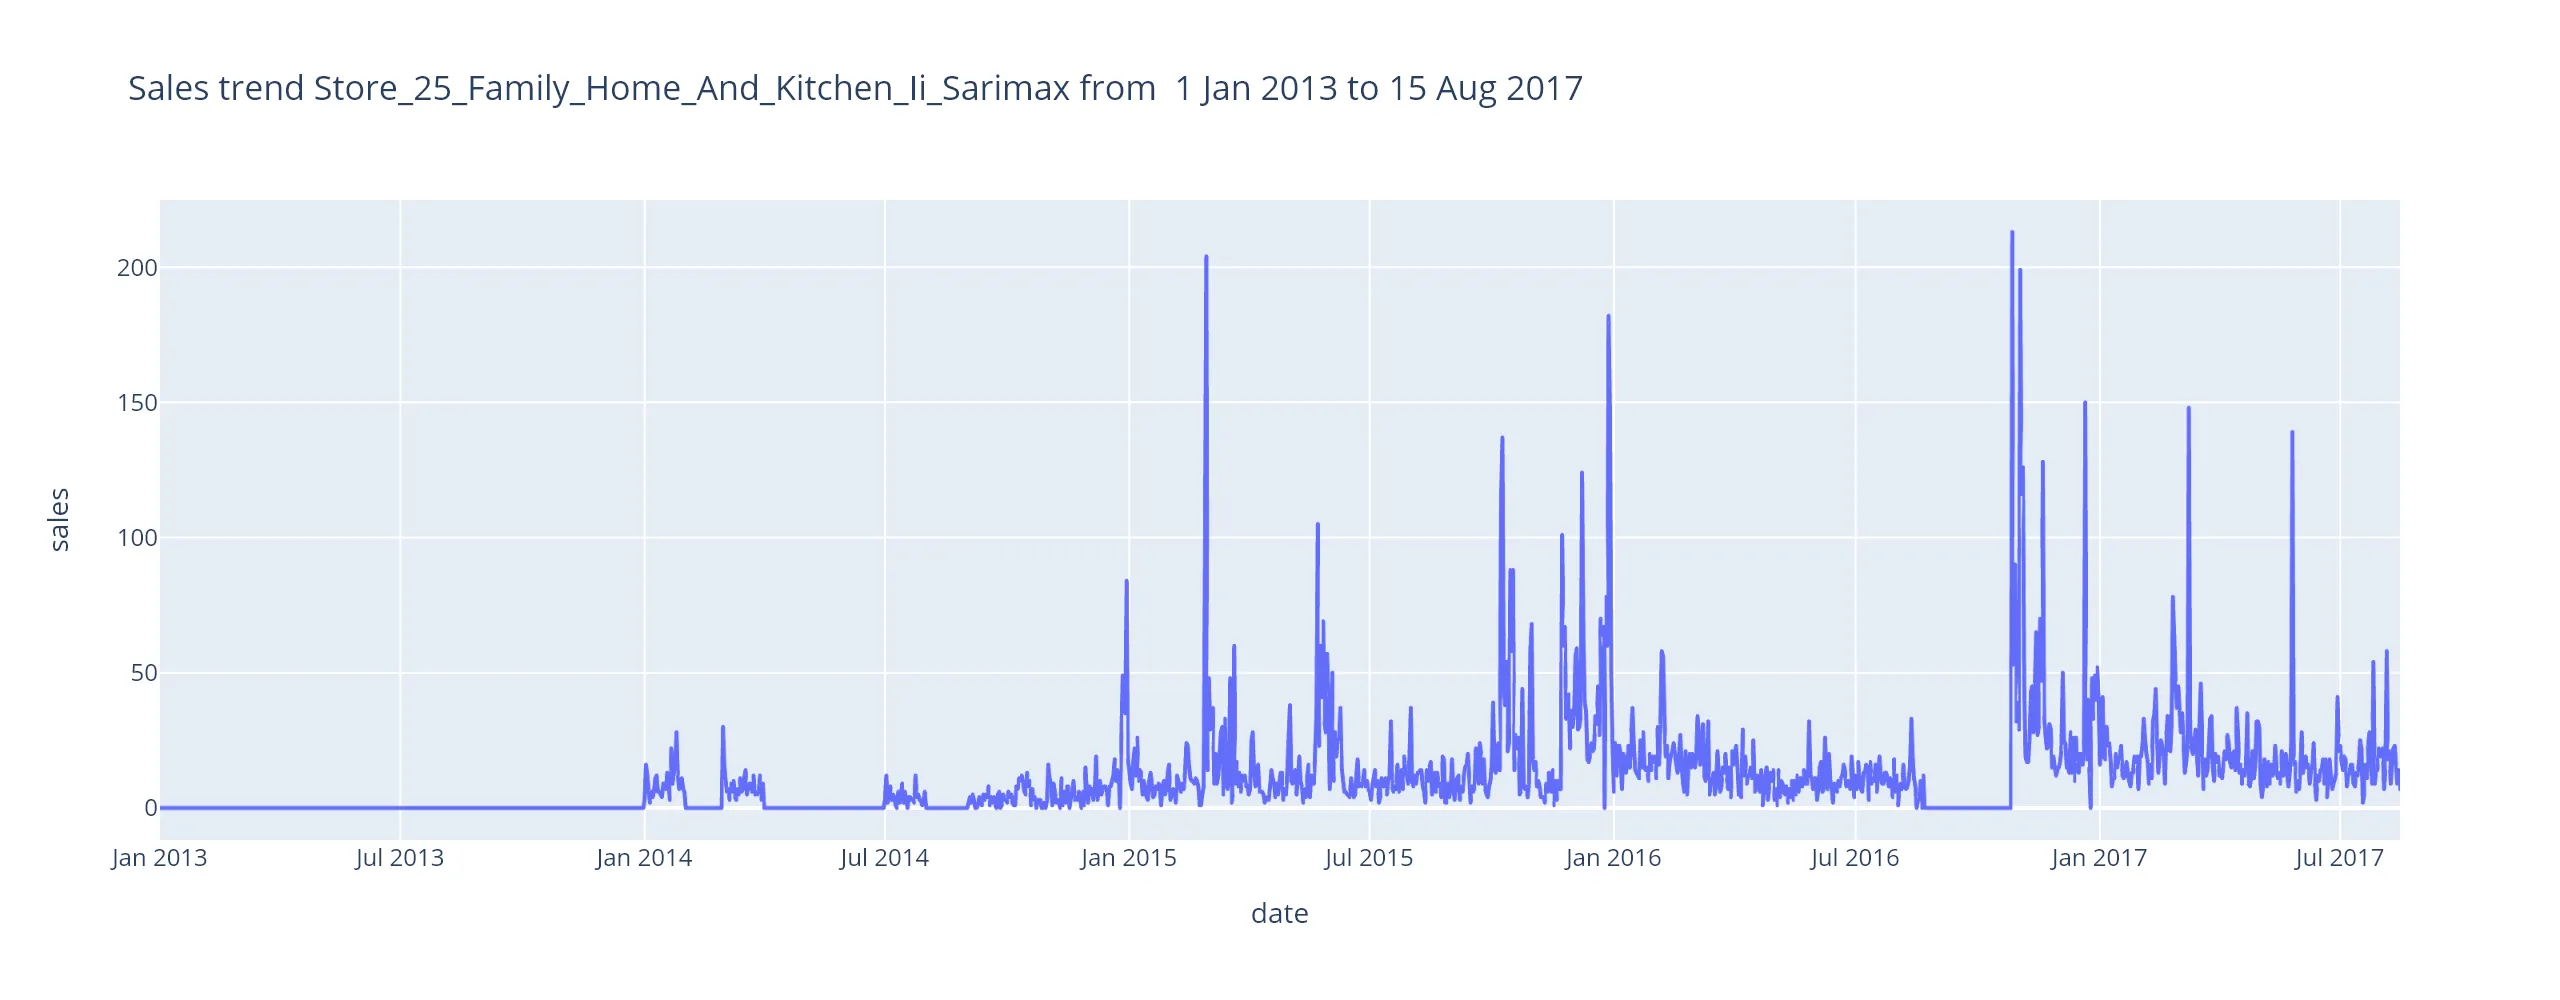 Sales trend Store_25_Family_Home_And_Kitchen_Ii_Sarimax from  1 Jan 2013 to 15 Aug 2017
200
150
100
50
0
sales
Jan 2013
Jul 2013
Jan 2014
Jul 2014
Jan 2015
Jul 2015
Jan 2016
Jul 2016
Jan 2017
Jul 2017
date